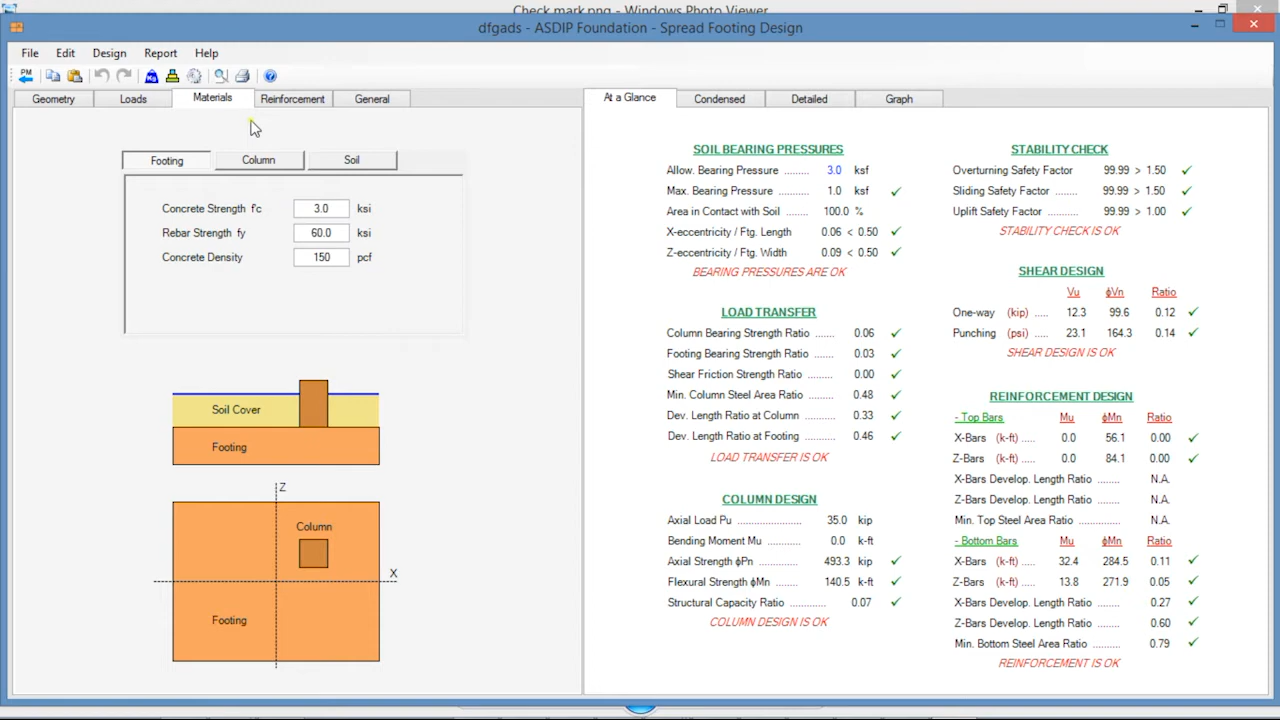 Check mark.png - Windows Photo Viewer
dfgads - ASDIP Foundation - Spread Footing Design
File Edit Design Report Help
PM
Geometry Loads Materials Reinforcement General
Footing Column Soil
Concrete Strength f'c 3.0 ksi
Rebar Strength fy 60.0 ksi
Concrete Density 150 pcf
Soil Cover
Footing
Z
Column
X
Footing
At a Glance Condensed Detailed Graph
SOIL BEARING PRESSURES
Allow. Bearing Pressure ........ 3.0 ksf
Max. Bearing Pressure ........ 1.0 ksf ✓
Area in Contact with Soil ....... 100.0 %
X-eccentricity / Ftg. Length 0.06 < 0.50 ✓
Z-eccentricity / Ftg. Width 0.09 < 0.50 ✓
BEARING PRESSURES ARE OK
LOAD TRANSFER
Column Bearing Strength Ratio ....... 0.06 ✓
Footing Bearing Strength Ratio ....... 0.03 ✓
Shear Friction Strength Ratio ......... 0.00 ✓
Min. Column Steel Area Ratio ........ 0.48 ✓
Dev. Length Ratio at Column ......... 0.33 ✓
Dev. Length Ratio at Footing ........... 0.46 ✓
LOAD TRANSFER IS OK
COLUMN DESIGN
Axial Load Pu ....................... 35.0 kip
Bending Moment Mu ............ 0.0 k-ft
Axial Strength ϕPn ............... 493.3 kip ✓
Flexural Strength ϕMn .......... 140.5 k-ft ✓
Structural Capacity Ratio ............. 0.07 ✓
COLUMN DESIGN IS OK
STABILITY CHECK
Overturning Safety Factor 99.99 > 1.50 ✓
Sliding Safety Factor ........ 99.99 > 1.50 ✓
Uplift Safety Factor ........... 99.99 > 1.00 ✓
STABILITY CHECK IS OK
SHEAR DESIGN
Vu ϕVn Ratio
One-way (kip) ..... 12.3 99.6 0.12 ✓
Punching (psi) ..... 23.1 164.3 0.14 ✓
SHEAR DESIGN IS OK
REINFORCEMENT DESIGN
- Top Bars Mu ϕMn Ratio
X-Bars (k-ft) ..... 0.0 56.1 0.00 ✓
Z-Bars (k-ft) ..... 0.0 84.1 0.00 ✓
X-Bars Develop. Length Ratio ........ N.A.
Z-Bars Develop. Length Ratio ........ N.A.
Min. Top Steel Area Ratio ............... N.A.
- Bottom Bars Mu ϕMn Ratio
X-Bars (k-ft) ..... 32.4 284.5 0.11 ✓
Z-Bars (k-ft) ..... 13.8 271.9 0.05 ✓
X-Bars Develop. Length Ratio ........ 0.27 ✓
Z-Bars Develop. Length Ratio ........ 0.60 ✓
Min. Bottom Steel Area Ratio ......... 0.79 ✓
REINFORCEMENT IS OK